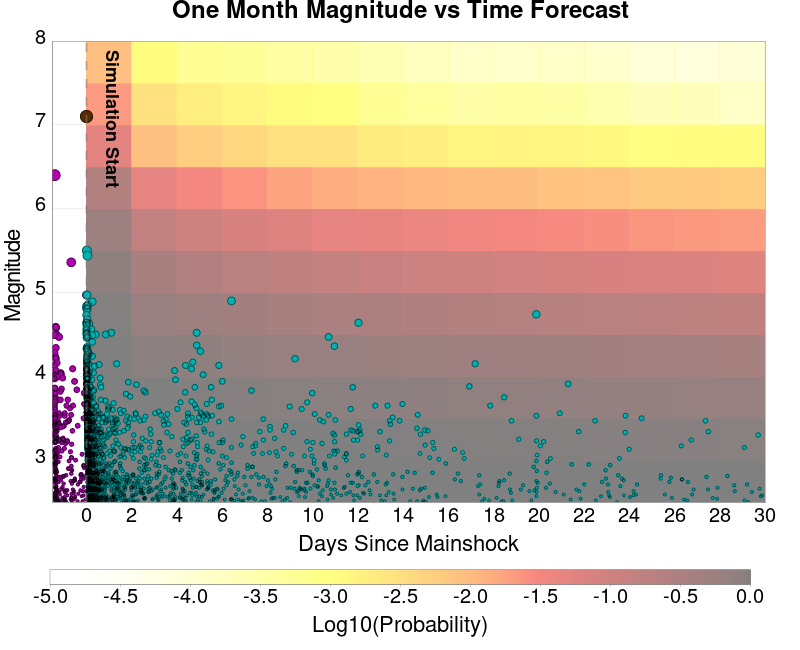 One Month Magnitude vs Time Forecast
8
7
6
5
4
3
Magnitude
Simulation Start
0 2 4 6 8 10 12 14 16 18 20 22 24 26 28 30
Days Since Mainshock
-5.0 -4.5 -4.0 -3.5 -3.0 -2.5 -2.0 -1.5 -1.0 -0.5 0.0
Log10(Probability)